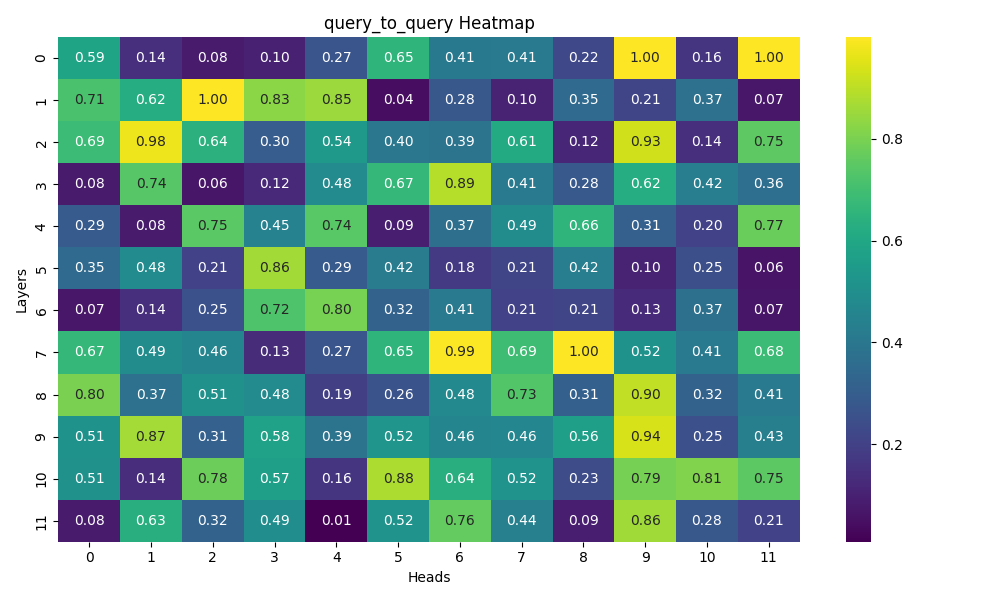 query_to_query Heatmap
0 0.59 0.14 0.08 0.10 0.27 0.65 0.41 0.41 0.22 1.00 0.16 1.00
1 0.71 0.62 1.00 0.83 0.85 0.04 0.28 0.10 0.35 0.21 0.37 0.07
2 0.69 0.98 0.64 0.30 0.54 0.40 0.39 0.61 0.12 0.93 0.14 0.75
3 0.08 0.74 0.06 0.12 0.48 0.67 0.89 0.41 0.28 0.62 0.42 0.36
4 0.29 0.08 0.75 0.45 0.74 0.09 0.37 0.49 0.66 0.31 0.20 0.77
5 0.35 0.48 0.21 0.86 0.29 0.42 0.18 0.21 0.42 0.10 0.25 0.06
6 0.07 0.14 0.25 0.72 0.80 0.32 0.41 0.21 0.21 0.13 0.37 0.07
7 0.67 0.49 0.46 0.13 0.27 0.65 0.99 0.69 1.00 0.52 0.41 0.68
8 0.80 0.37 0.51 0.48 0.19 0.26 0.48 0.73 0.31 0.90 0.32 0.41
9 0.51 0.87 0.31 0.58 0.39 0.52 0.46 0.46 0.56 0.94 0.25 0.43
10 0.51 0.14 0.78 0.57 0.16 0.88 0.64 0.52 0.23 0.79 0.81 0.75
11 0.08 0.63 0.32 0.49 0.01 0.52 0.76 0.44 0.09 0.86 0.28 0.21
0 1 2 3 4 5 6 7 8 9 10 11
Heads
Layers
0.8
0.6
0.4
0.2